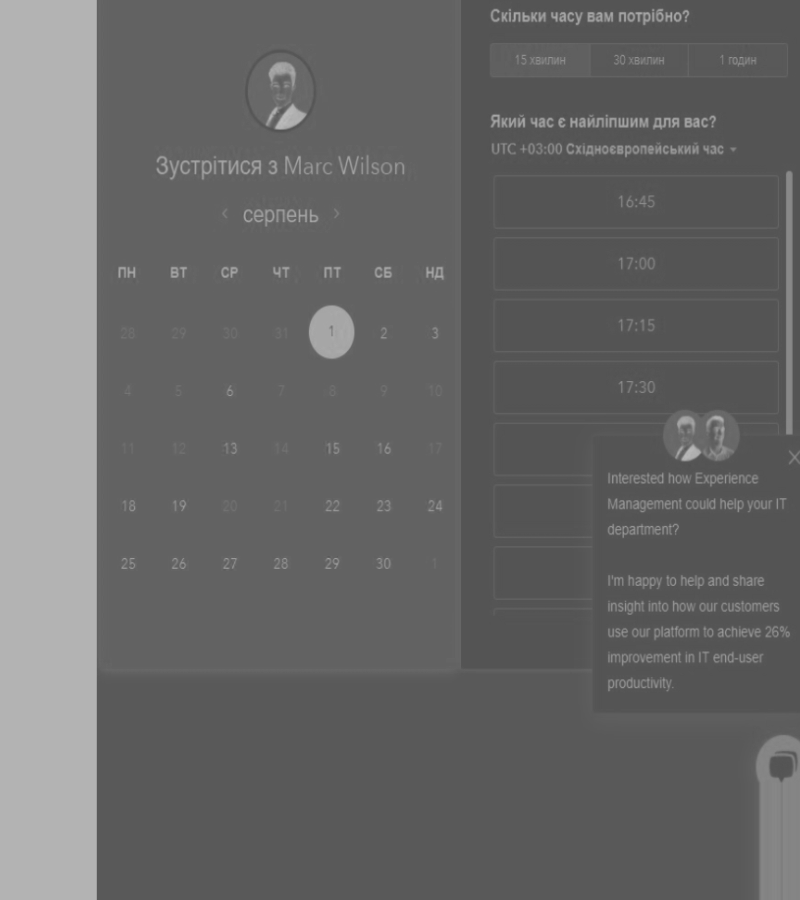 Скільки часу вам потрібно?
15 хвилин 30 хвилин 1 годин
Який час є найліпшим для вас?
UTC +03:00 Східноєвропейський час
Зустрітися з Marc Wilson
серпень
ПН ВТ СР ЧТ ПТ СБ НД
28 29 30 31 1 2 3
4 5 6 7 8 9 10
11 12 13 14 15 16 17
18 19 20 21 22 23 24
25 26 27 28 29 30 1
16:45
17:00
17:15
17:30
Interested how Experience
Management could help your IT
department?
I'm happy to help and share
insight into how our customers
use our platform to achieve 26%
improvement in IT end-user
productivity.